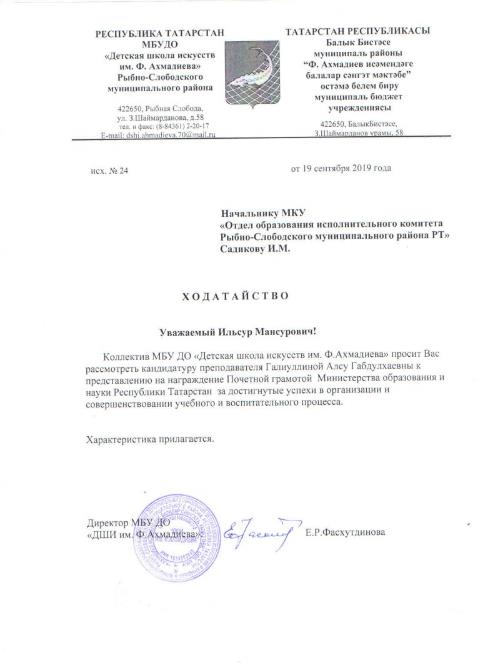 РЕСПУБЛИКА ТАТАРСТАН
МБУДО
«Детская школа искусств
им. Ф. Ахмадиева»
Рыбно-Слободского
муниципального района
422650, Рыбная Слобода,
ул. З.Шаймарданова, д.58
тел. и факс: (8-84361) 2-20-17
E-mail: dshi.ahmadieva.70@mail.ru
ТАТАРСТАН РЕСПУБЛИКАСЫ
Балык Бистәсе
муниципаль районы
“Ф. Ахмадиев исемендәге
балалар сәнгэт мәктәбе”
өстәмә белем бирү
муниципаль бюджет
учреждениясы
422650, БалыкБистәсе,
З.Шаймарданов урамы, 58
исх. № 24
от 19 сентября 2019 года
Начальнику МКУ
«Отдел образования исполнительного комитета
Рыбно-Слободского муниципального района РТ»
Садикову И.М.
Х О Д А Т А Й С Т В О
Уважаемый Ильсур Мансурович!
Коллектив МБУ ДО «Детская школа искусств им. Ф.Ахмадиева» просит Вас
рассмотреть кандидатуру преподавателя Галиуллиной Алсу Габдулхаевны к
представлению на награждение Почетной грамотой Министерства образования и
науки Республики Татарстан за достигнутые успехи в организации и
совершенствовании учебного и воспитательного процесса.
Характеристика прилагается.
Директор МБУ ДО
«ДШИ им. Ф.Ахмадиева»:
Е.Р.Фасхутдинова